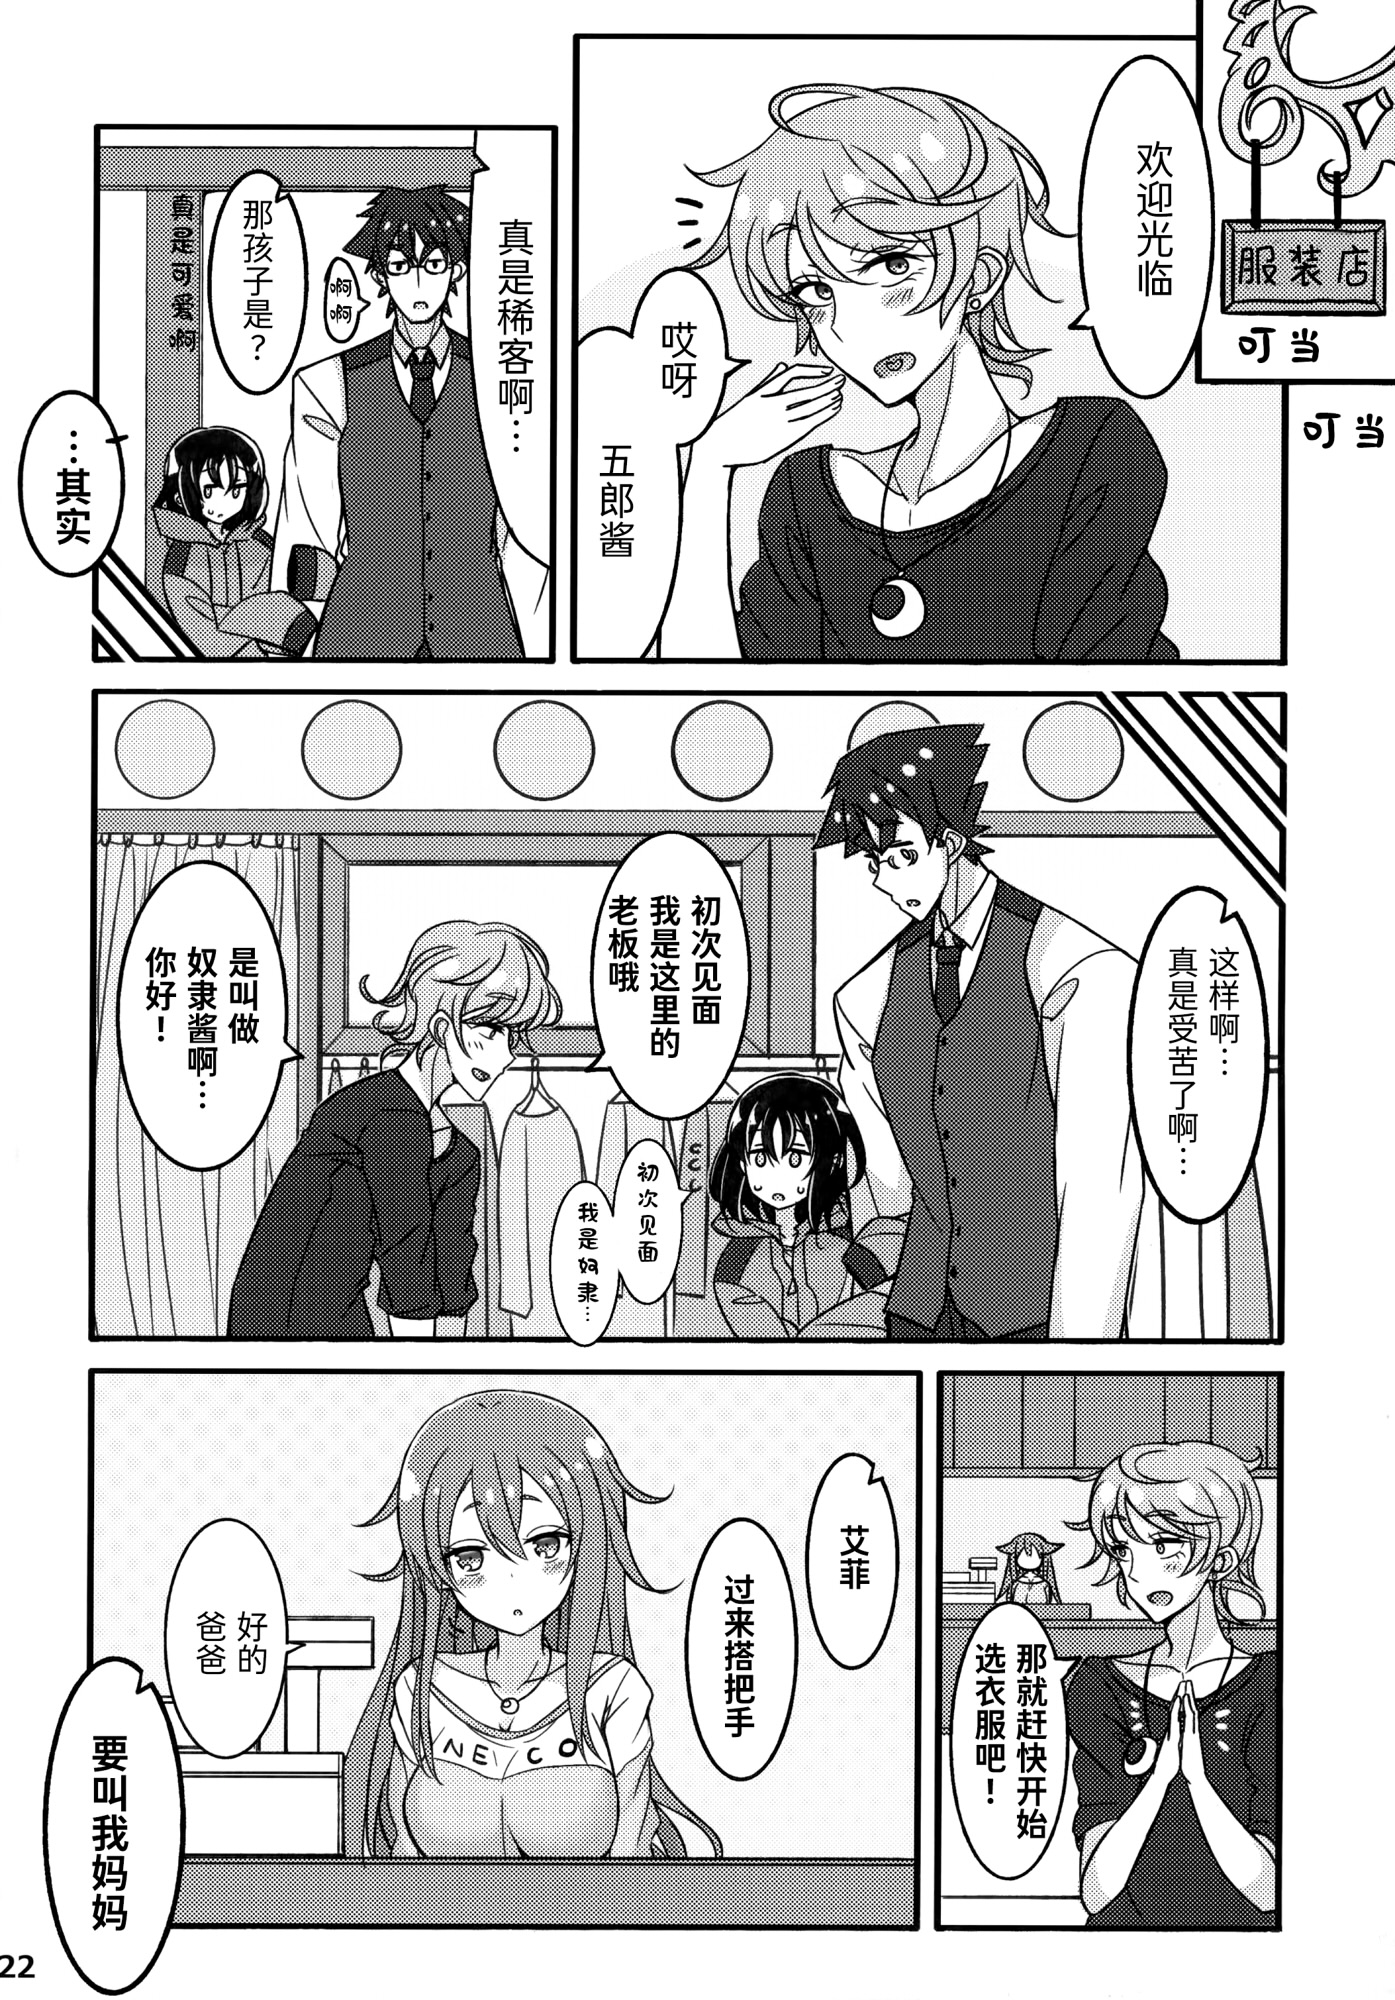 服装店
叮当
叮当
欢迎光临
哎呀
五郎酱
真是稀客啊…
啊
啊
那孩子是？
真是可爱啊
…其实
这样啊…
真是受苦了啊…
初次见面
我是这里的
老板哦
初次见面
我是奴隶…
是叫做
奴隶酱啊…
你好！
那就赶快开始
选衣服吧！
艾菲
过来搭把手
好的
爸爸
NE
CO
要叫我妈妈
22